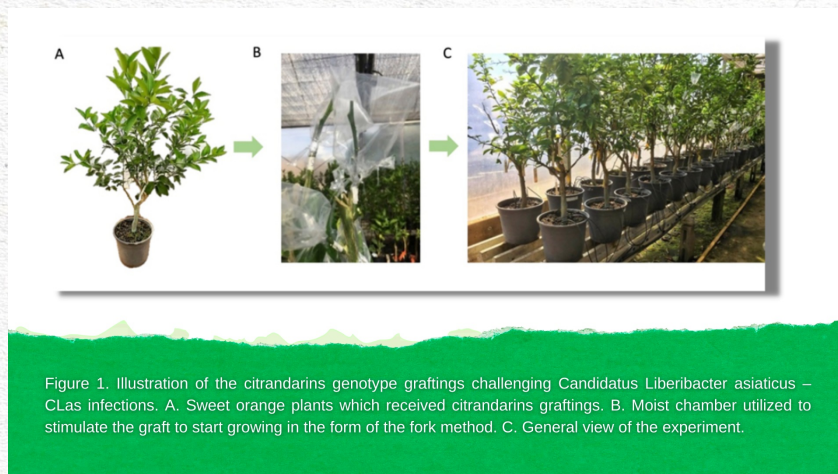 A
B
C
Figure 1. Illustration of the citrandarins genotype graftings challenging Candidatus Liberibacter asiaticus –
CLas infections. A. Sweet orange plants which received citrandarins graftings. B. Moist chamber utilized to
stimulate the graft to start growing in the form of the fork method. C. General view of the experiment.